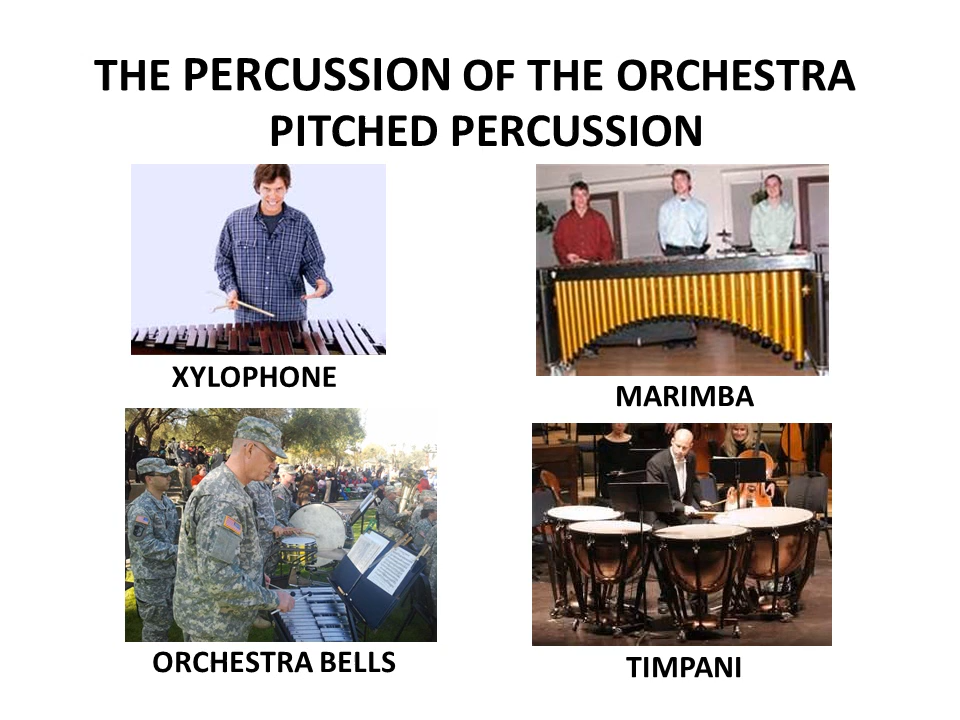 THE PERCUSSION OF THE ORCHESTRA
PITCHED PERCUSSION
XYLOPHONE
MARIMBA
ORCHESTRA BELLS
TIMPANI